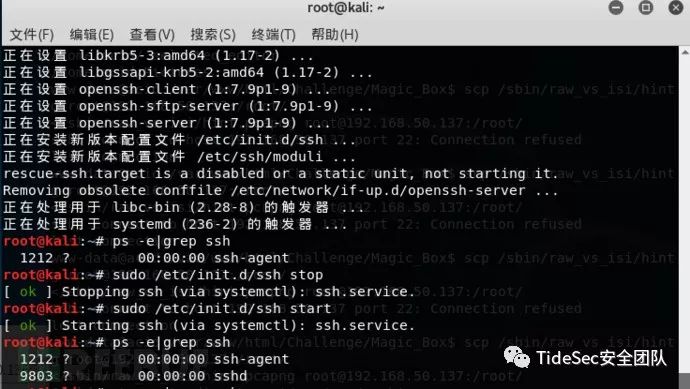 root@kali: ~
文件(F) 编辑(E) 查看(V) 搜索(S) 终端(T) 帮助(H)
正在设置 libkrb5-3:amd64 (1.17-2) ...
正在设置 libgssapi-krb5-2:amd64 (1.17-2) ...
正在设置 openssh-client (1:7.9p1-9) ...
正在设置 openssh-sftp-server (1:7.9p1-9) ...
正在设置 openssh-server (1:7.9p1-9) ...
正在安装新版本配置文件 /etc/init.d/ssh ...
正在安装新版本配置文件 /etc/ssh/moduli ...
rescue-ssh.target is a disabled or a static unit, not starting it.
Removing obsolete conffile /etc/network/if-up.d/openssh-server ...
正在处理用于 libc-bin (2.28-8) 的触发器 ...
正在处理用于 systemd (236-2) 的触发器 ...
root@kali:~# ps -e|grep ssh
1212 ? 00:00:00 ssh-agent
root@kali:~# sudo /etc/init.d/ssh stop
[ ok ] Stopping ssh (via systemctl): ssh.service.
root@kali:~# sudo /etc/init.d/ssh start
[ ok ] Starting ssh (via systemctl): ssh.service.
root@kali:~# ps -e|grep ssh
1212 ? 00:00:00 ssh-agent
9803 ? 00:00:00 sshd
TideSec安全团队